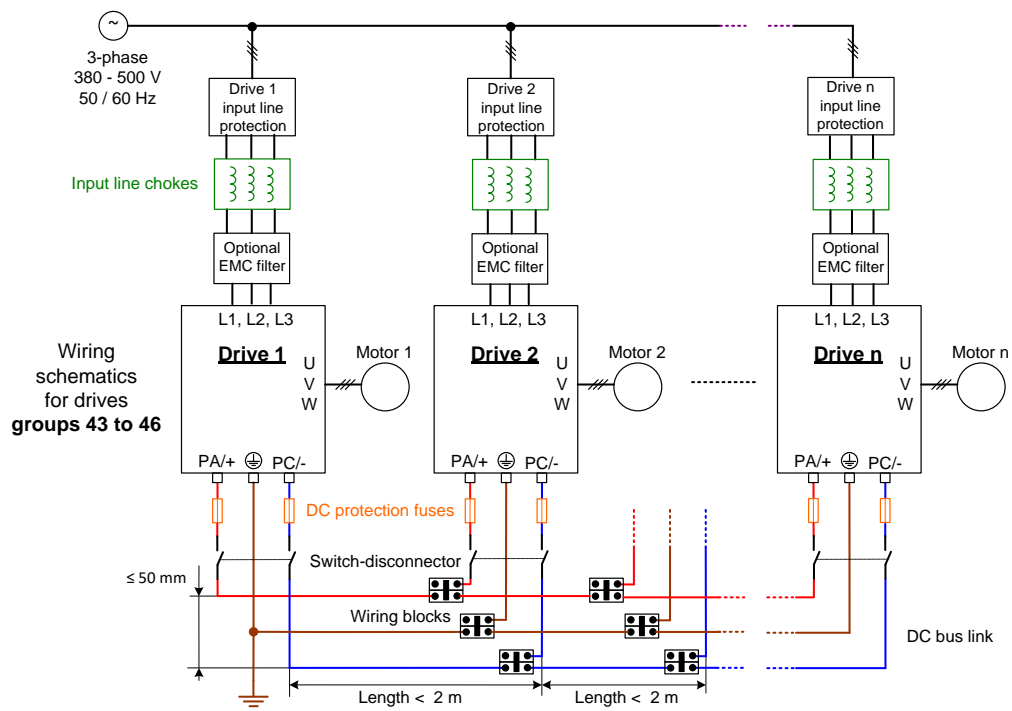 ~
3-phase
380 - 500 V
50 / 60 Hz
Drive 1
input line
protection
Drive 2
input line
protection
Drive n
input line
protection
Input line chokes
Optional
EMC filter
Optional
EMC filter
Optional
EMC filter
L1, L2, L3
L1, L2, L3
L1, L2, L3
Wiring
schematics
for drives
groups 43 to 46
Drive 1
U
V
W
Motor 1
Drive 2
U
V
W
Motor 2
Drive n
U
V
W
Motor n
PA/+ PC/-
PA/+ PC/-
PA/+ PC/-
DC protection fuses
Switch-disconnector
≤ 50 mm
Wiring blocks
DC bus link
Length < 2 m
Length < 2 m